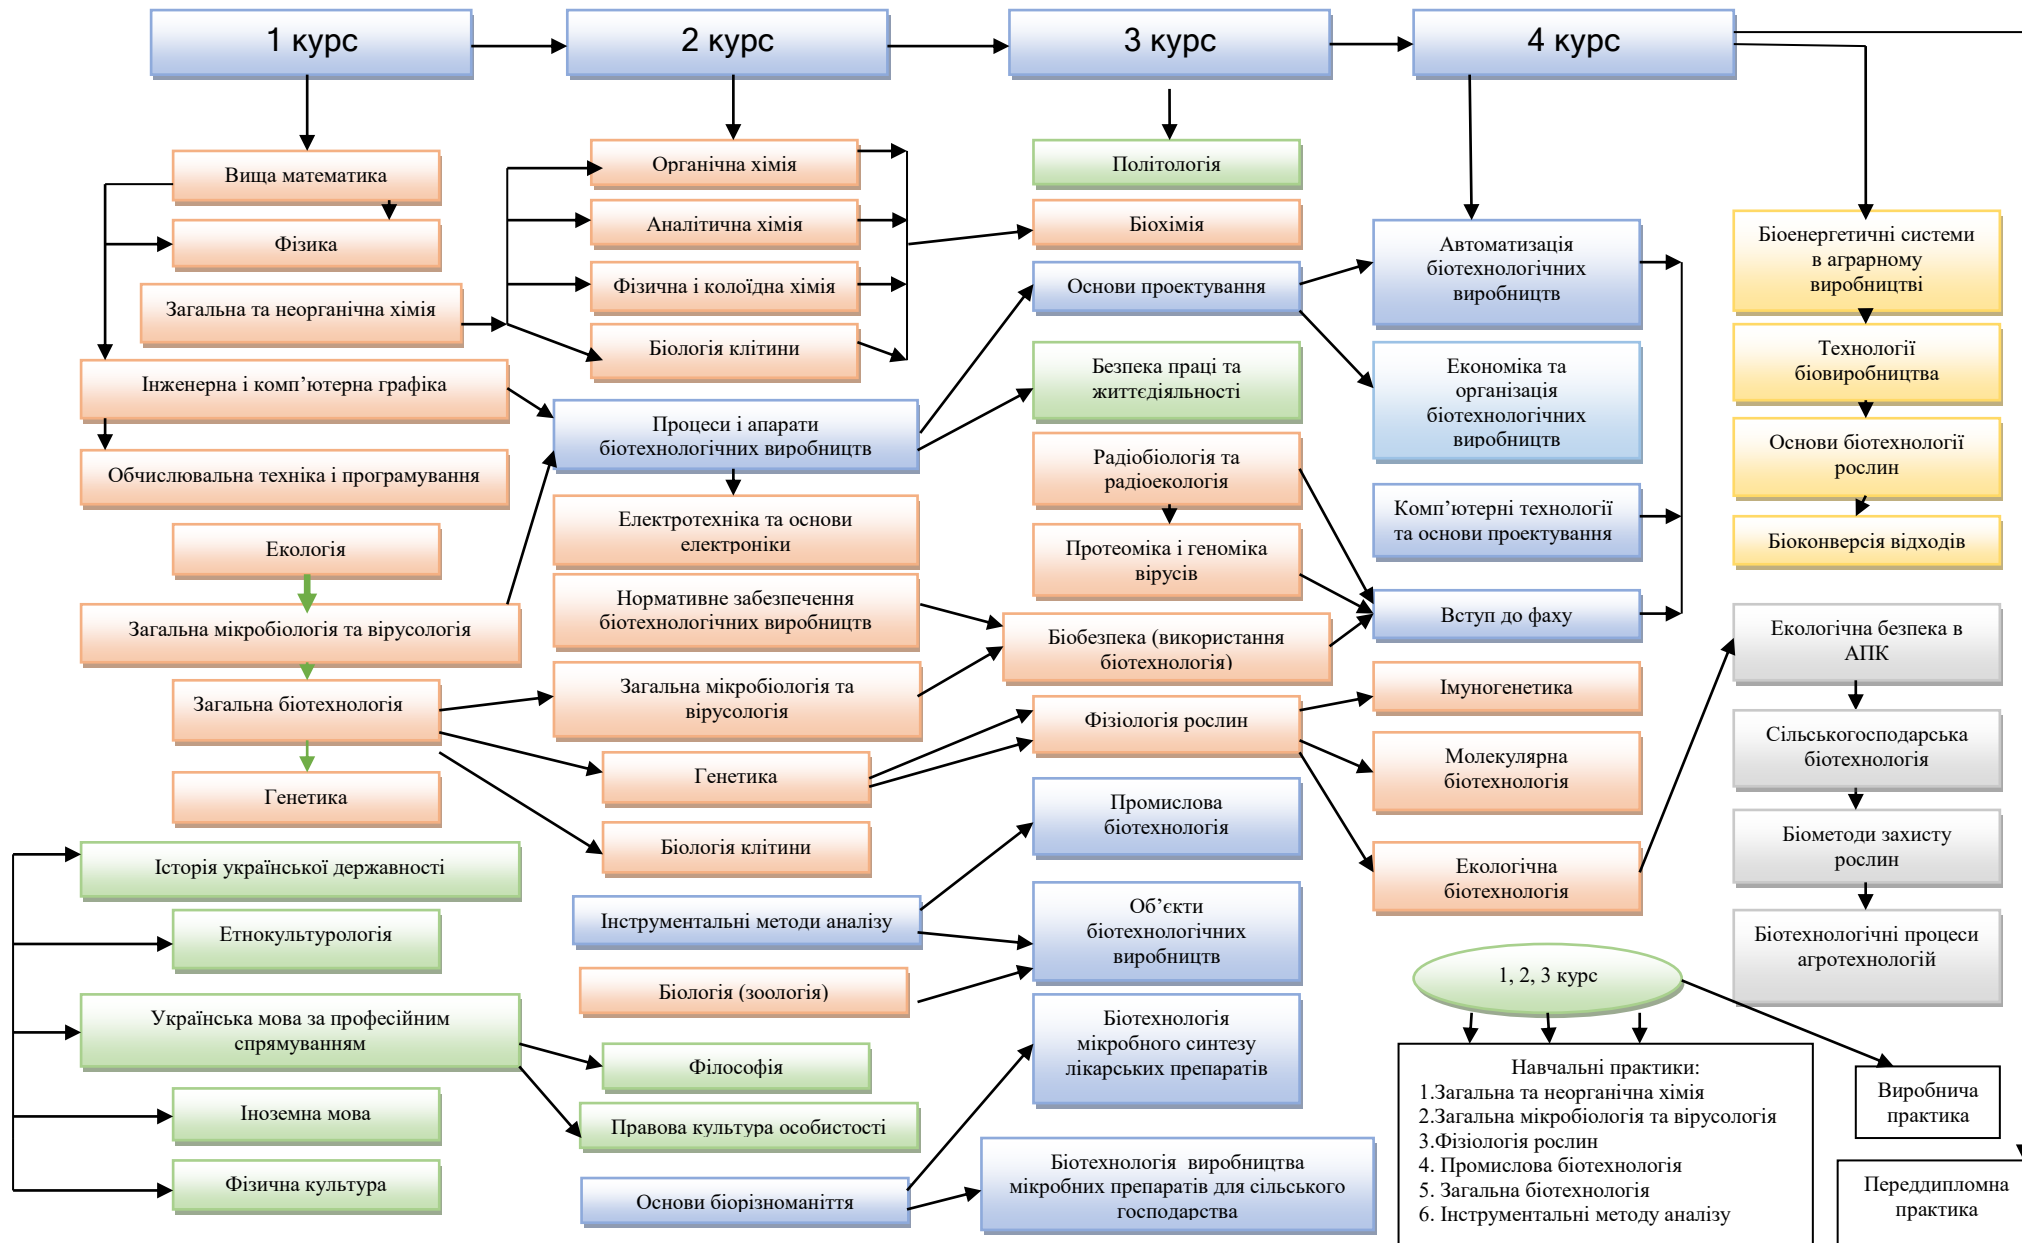 1 курс
2 курс
3 курс
4 курс
Вища математика
Фізика
Загальна та неорганічна хімія
Інженерна і комп’ютерна графіка
Обчислювальна техніка і програмування
Екологія
Загальна мікробіологія та вірусологія
Загальна біотехнологія
Генетика
Історія української державності
Етнокультурологія
Українська мова за професійним
спрямуванням
Іноземна мова
Фізична культура
Органічна хімія
Аналітична хімія
Фізична і колоїдна хімія
Біологія клітини
Процеси і апарати
біотехнологічних виробництв
Електротехніка та основи
електроніки
Нормативне забезпечення
біотехнологічних виробництв
Загальна мікробіологія та
вірусологія
Генетика
Біологія клітини
Інструментальні методи аналізу
Біологія (зоологія)
Філософія
Правова культура особистості
Основи біорізноманіття
Політологія
Біохімія
Основи проектування
Безпека праці та
життєдіяльності
Радіобіологія та
радіоекологія
Протеоміка і геноміка
вірусів
Біобезпека (використання
біотехнологія)
Фізіологія рослин
Промислова
біотехнологія
Об’єкти
біотехнологічних
виробництв
Біотехнологія
мікробного синтезу
лікарських препаратів
Біотехнологія виробництва
мікробних препаратів для сільського
господарства
Автоматизація
біотехнологічних
виробництв
Економіка та
організація
біотехнологічних
виробництв
Комп’ютерні технології
та основи проектування
Вступ до фаху
Імуногенетика
Молекулярна
біотехнологія
Екологічна
біотехнологія
1, 2, 3 курс
Навчальні практики:
1.Загальна та неорганічна хімія
2.Загальна мікробіологія та вірусологія
3.Фізіологія рослин
4. Промислова біотехнологія
5. Загальна біотехнологія
6. Інструментальні методу аналізу
Біоенергетичні системи
в аграрному
виробництві
Технології
біовиробництва
Основи біотехнології
рослин
Біоконверсія відходів
Екологічна безпека в
АПК
Сільськогосподарська
біотехнологія
Біометоди захисту
рослин
Біотехнологічні процеси
агротехнологій
Виробнича
практика
Переддипломна
практика